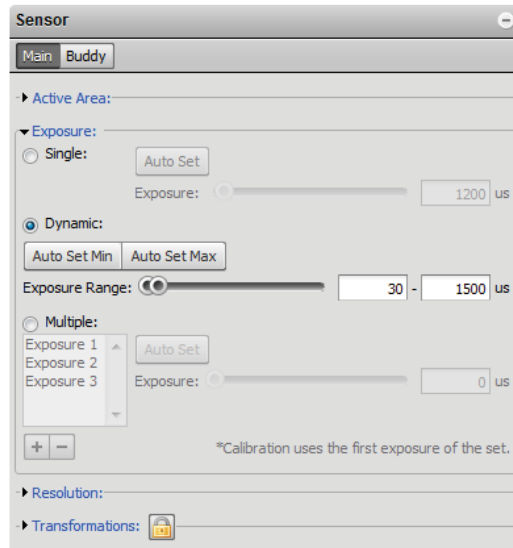 Sensor
Main Buddy
Active Area:
Exposure:
Single:
Auto Set
Exposure: 1200 us
Dynamic:
Auto Set Min Auto Set Max
Exposure Range: 30 - 1500 us
Multiple:
Exposure 1
Exposure 2
Exposure 3
Auto Set
Exposure: 0 us
+ −
*Calibration uses the first exposure of the set.
Resolution:
Transformations: